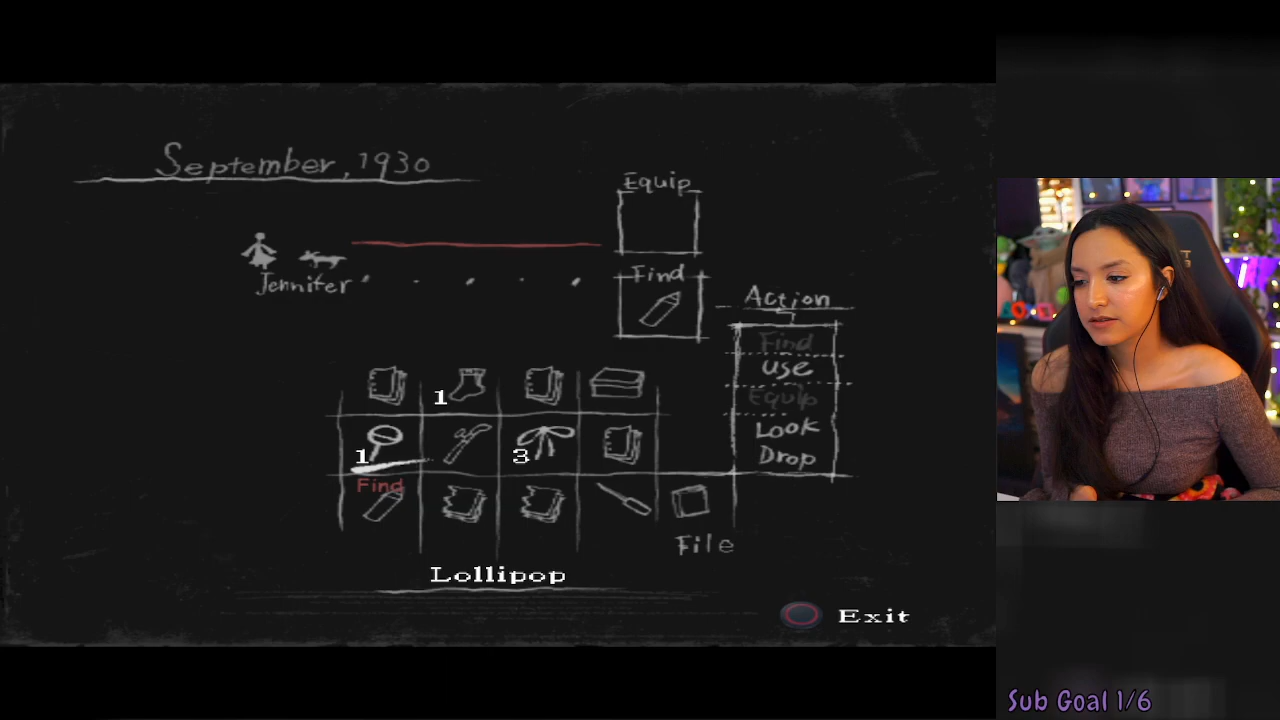 September, 1930
Equip
Jennifer
Find
Action
Find
Use
Equip
Look
Drop
1
1
3
Find
File
Lollipop
Exit
Sub Goal 1/6